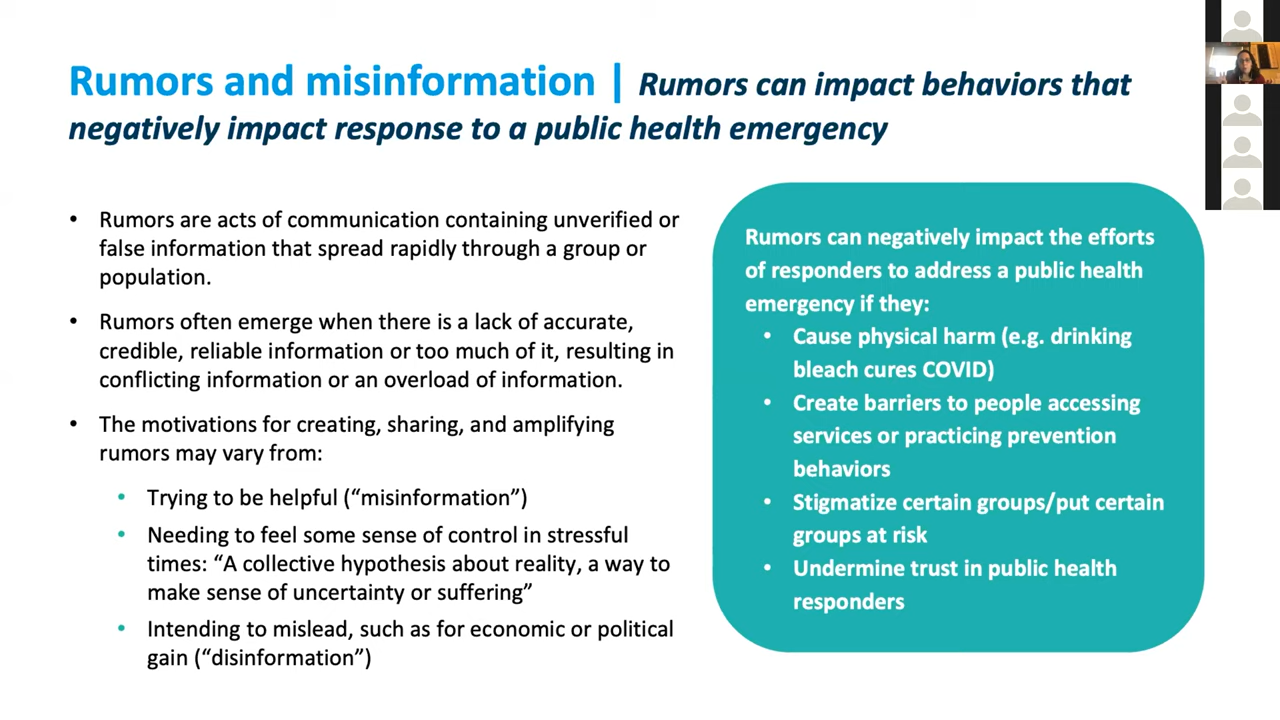 Rumors and misinformation | Rumors can impact behaviors that
negatively impact response to a public health emergency
• Rumors are acts of communication containing unverified or
false information that spread rapidly through a group or
population.
• Rumors often emerge when there is a lack of accurate,
credible, reliable information or too much of it, resulting in
conflicting information or an overload of information.
• The motivations for creating, sharing, and amplifying
rumors may vary from:
• Trying to be helpful (“misinformation”)
• Needing to feel some sense of control in stressful
times: “A collective hypothesis about reality, a way to
make sense of uncertainty or suffering”
• Intending to mislead, such as for economic or political
gain (“disinformation”)
Rumors can negatively impact the efforts
of responders to address a public health
emergency if they:
• Cause physical harm (e.g. drinking
bleach cures COVID)
• Create barriers to people accessing
services or practicing prevention
behaviors
• Stigmatize certain groups/put certain
groups at risk
• Undermine trust in public health
responders